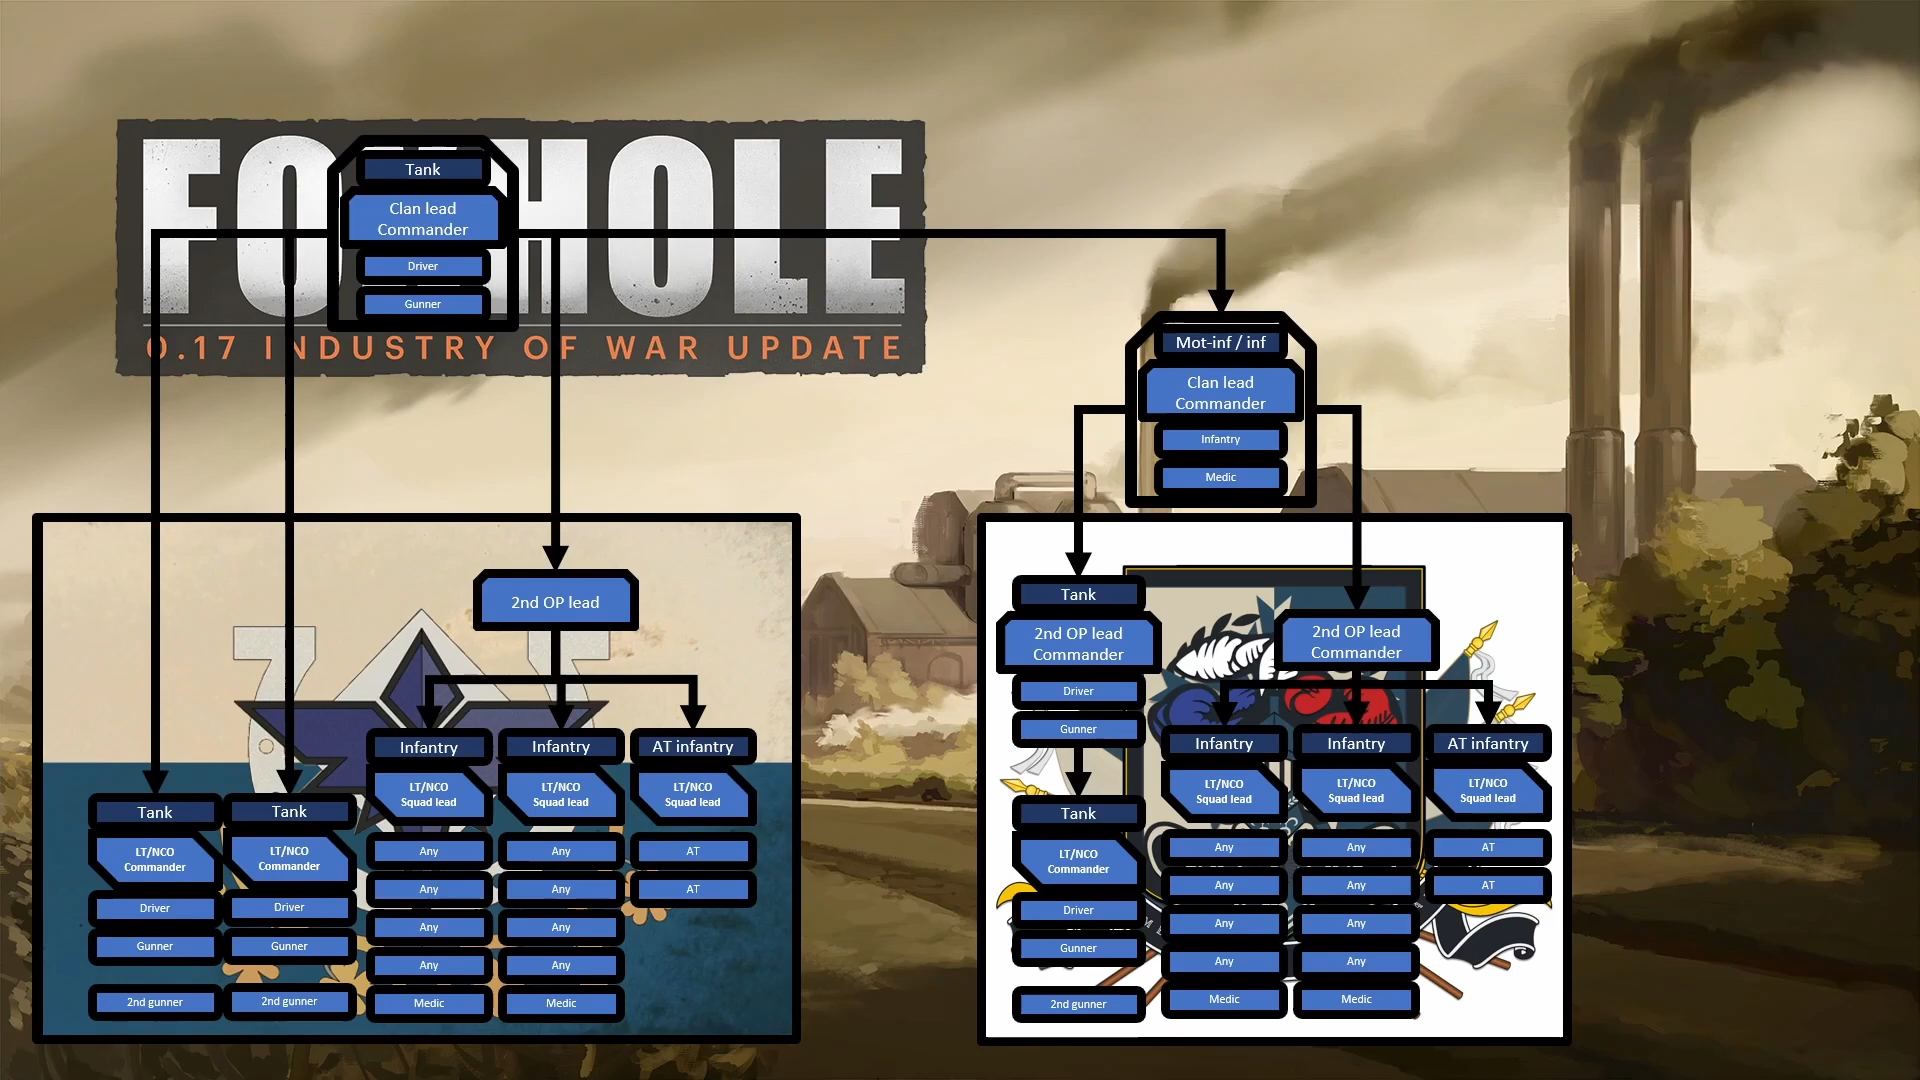 FOXHOLE
0.17 INDUSTRY OF WAR UPDATE
Tank
Clan lead
Commander
Driver
Gunner
Mot-inf / inf
Clan lead
Commander
Infantry
Medic
2nd OP lead
Tank
LT/NCO
Commander
Driver
Gunner
2nd gunner
Tank
LT/NCO
Commander
Driver
Gunner
2nd gunner
Infantry
LT/NCO
Squad lead
Any
Any
Any
Any
Medic
Infantry
LT/NCO
Squad lead
Any
Any
Any
Any
Medic
AT infantry
LT/NCO
Squad lead
AT
AT
Tank
2nd OP lead
Commander
Driver
Gunner
Tank
LT/NCO
Commander
Driver
Gunner
2nd gunner
2nd OP lead
Commander
Infantry
LT/NCO
Squad lead
Any
Any
Any
Any
Medic
Infantry
LT/NCO
Squad lead
Any
Any
Any
Any
Medic
AT infantry
LT/NCO
Squad lead
AT
AT